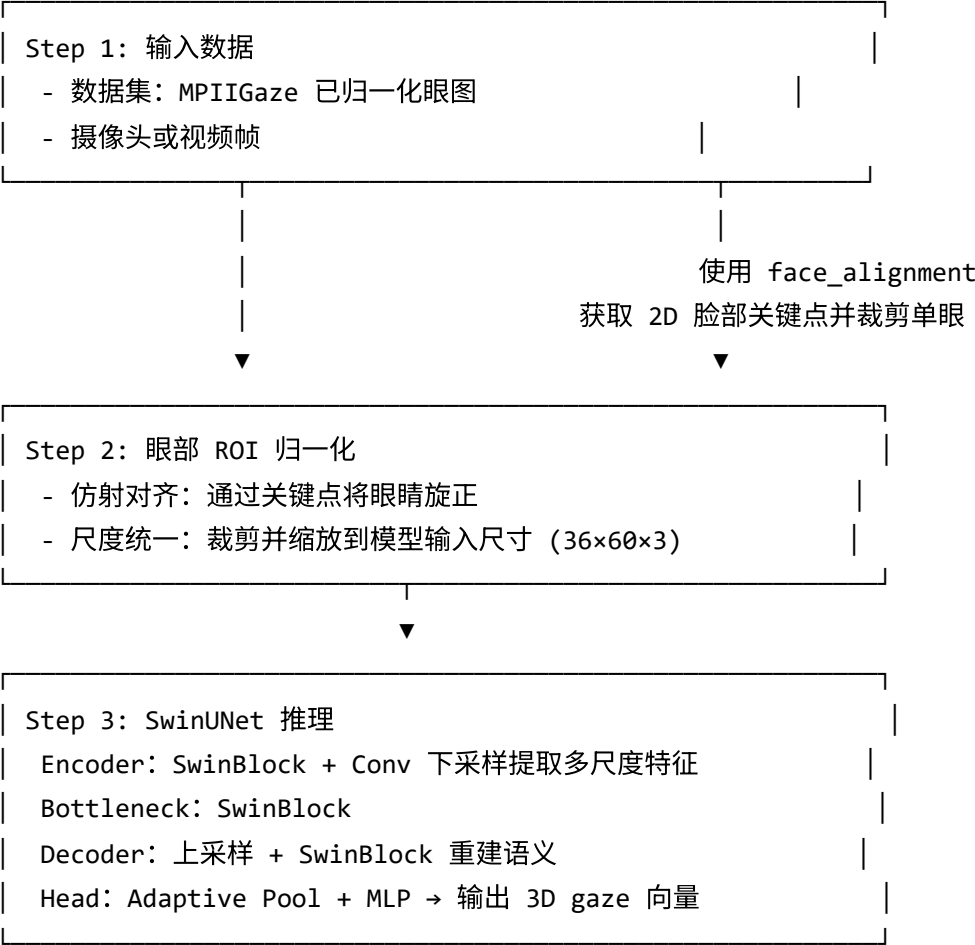 Step 1: 输入数据
- 数据集：MPIIGaze 已归一化眼图
- 摄像头或视频帧
使用 face_alignment
获取 2D 脸部关键点并裁剪单眼
Step 2: 眼部 ROI 归一化
- 仿射对齐：通过关键点将眼睛旋正
- 尺度统一：裁剪并缩放到模型输入尺寸 (36×60×3)
Step 3: SwinUNet 推理
Encoder：SwinBlock + Conv 下采样提取多尺度特征
Bottleneck：SwinBlock
Decoder：上采样 + SwinBlock 重建语义
Head：Adaptive Pool + MLP → 输出 3D gaze 向量